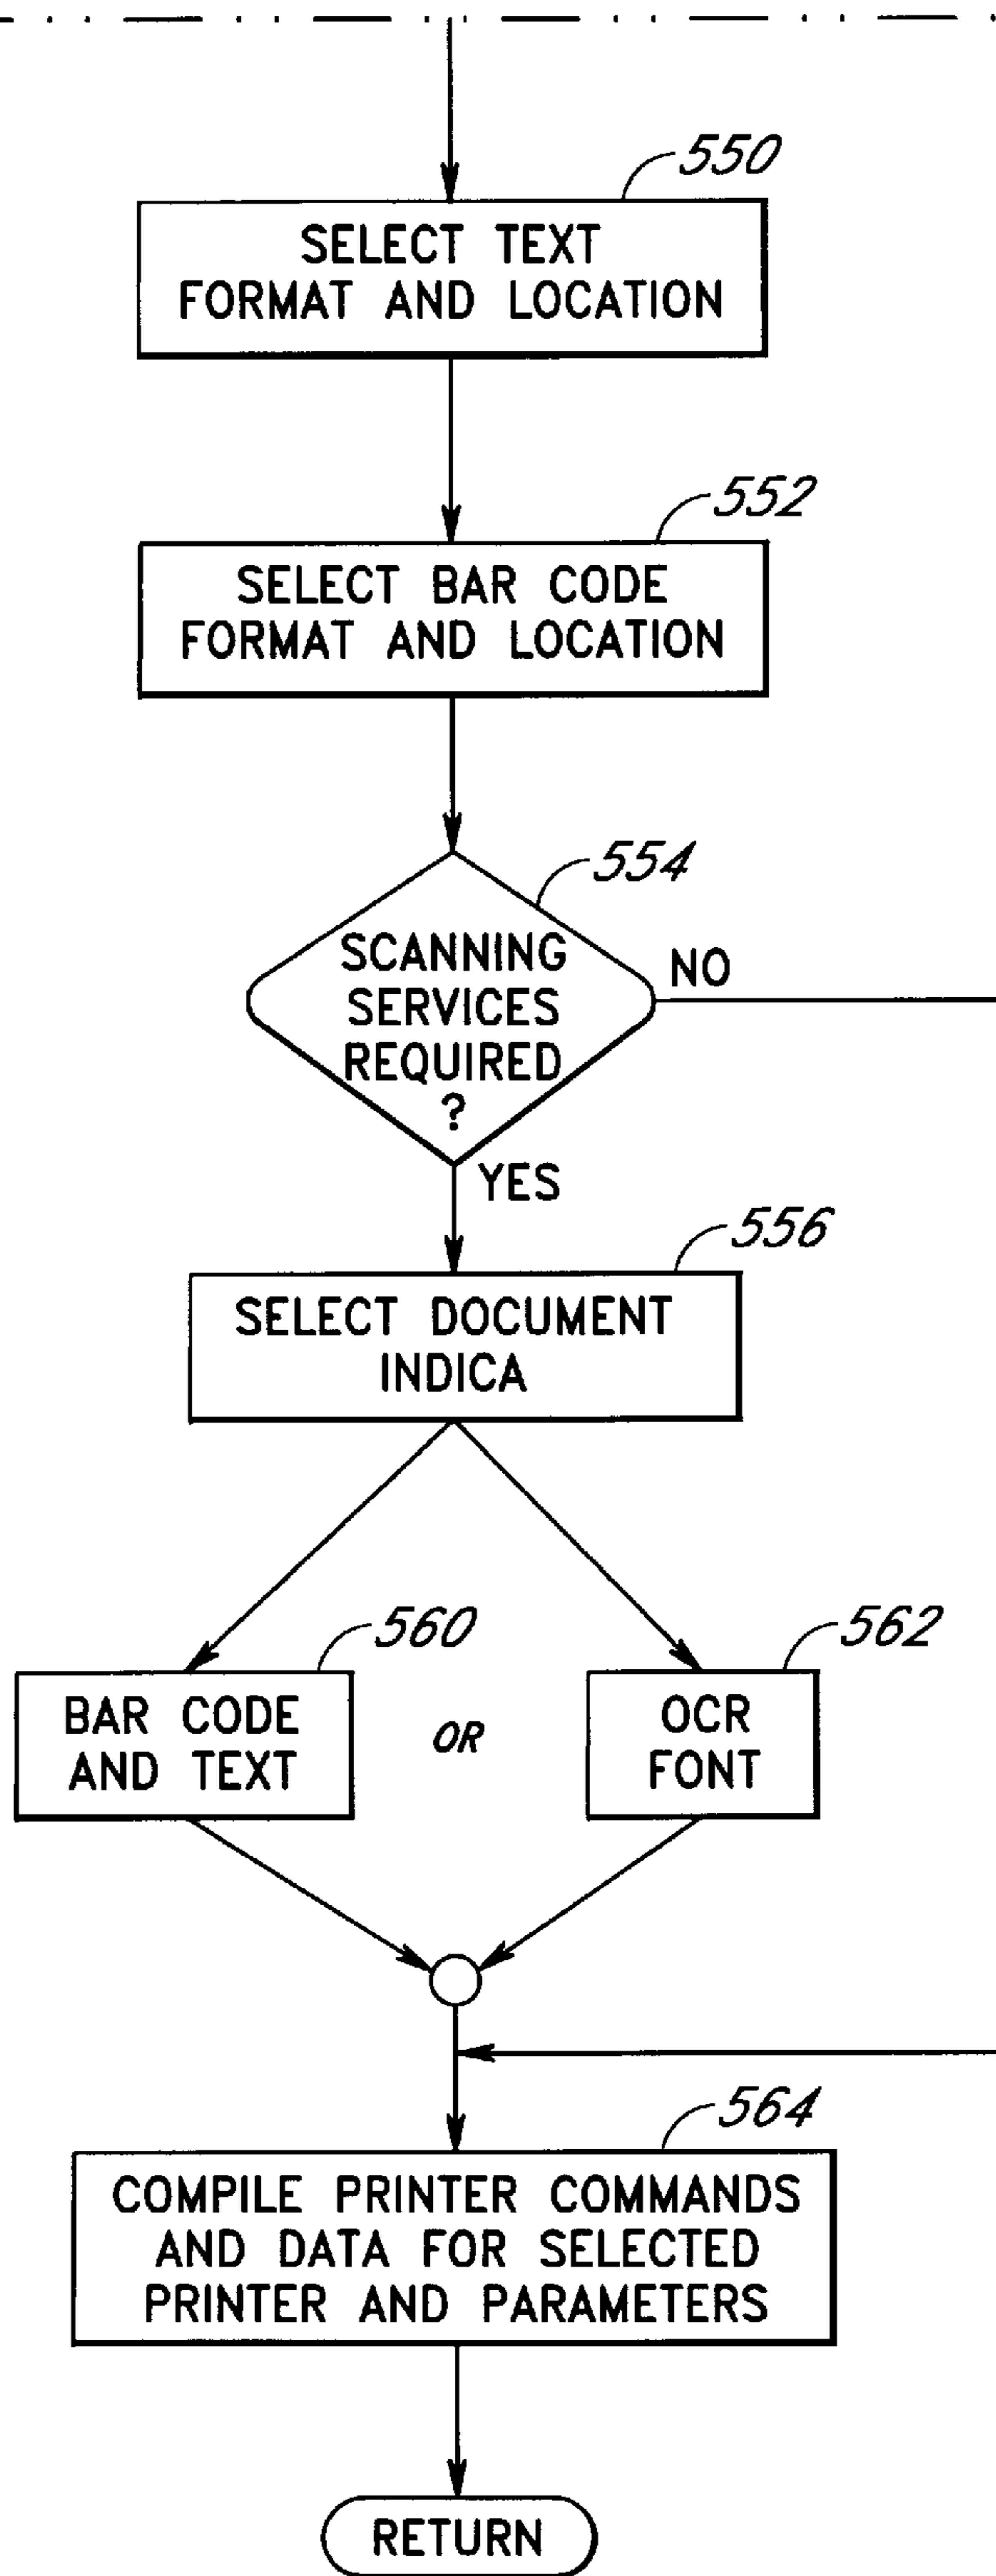 550
SELECT TEXT
FORMAT AND LOCATION
552
SELECT BAR CODE
FORMAT AND LOCATION
554
SCANNING
SERVICES
REQUIRED
?
NO
YES
556
SELECT DOCUMENT
INDICA
560
BAR CODE
AND TEXT
OR
562
OCR
FONT
564
COMPILE PRINTER COMMANDS
AND DATA FOR SELECTED
PRINTER AND PARAMETERS
RETURN